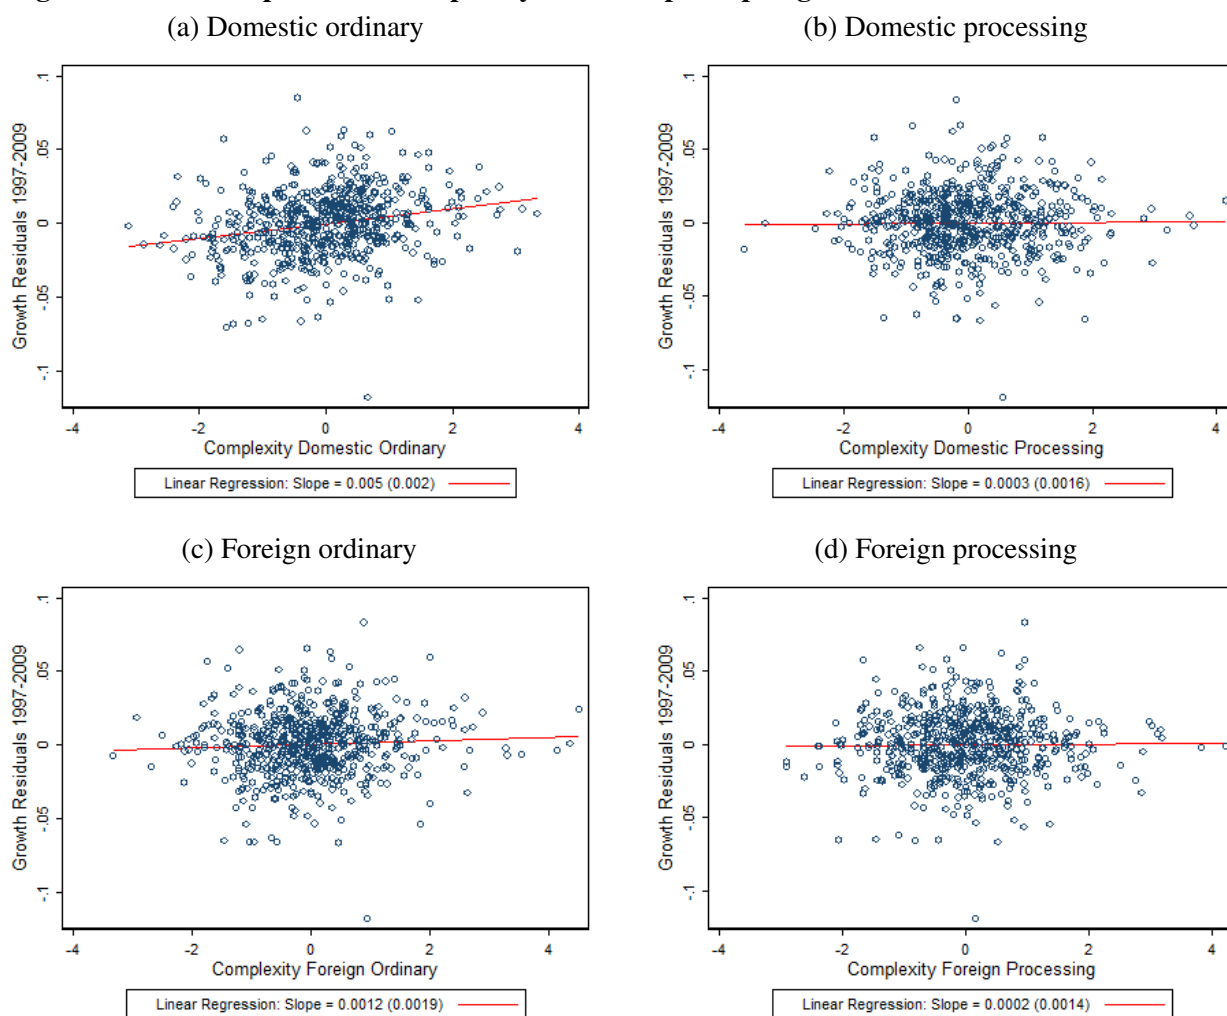 (a) Domestic ordinary
(b) Domestic processing
Growth Residuals 1997-2009
.1
.05
0
-.05
-.1
-4
-2
0
2
4
Complexity Domestic Ordinary
Linear Regression: Slope = 0.005 (0.002)
Growth Residuals 1997-2009
.1
.05
0
-.05
-.1
-4
-2
0
2
4
Complexity Domestic Processing
Linear Regression: Slope = 0.0003 (0.0016)
(c) Foreign ordinary
(d) Foreign processing
Growth Residuals 1997-2009
.1
.05
0
-.05
-.1
-4
-2
0
2
4
Complexity Foreign Ordinary
Linear Regression: Slope = 0.0012 (0.0019)
Growth Residuals 1997-2009
.1
.05
0
-.05
-.1
-4
-2
0
2
4
Complexity Foreign Processing
Linear Regression: Slope = 0.0002 (0.0014)